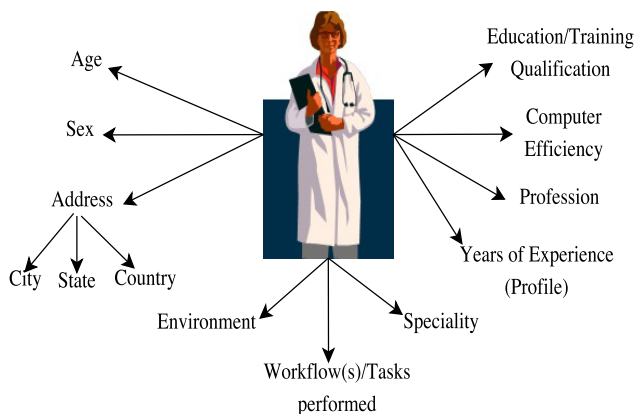 Age
Sex
Address
City
State
Country
Education/Training
Qualification
Computer
Efficiency
Profession
Years of Experience
(Profile)
Environment
Workflow(s)/Tasks
performed
Speciality